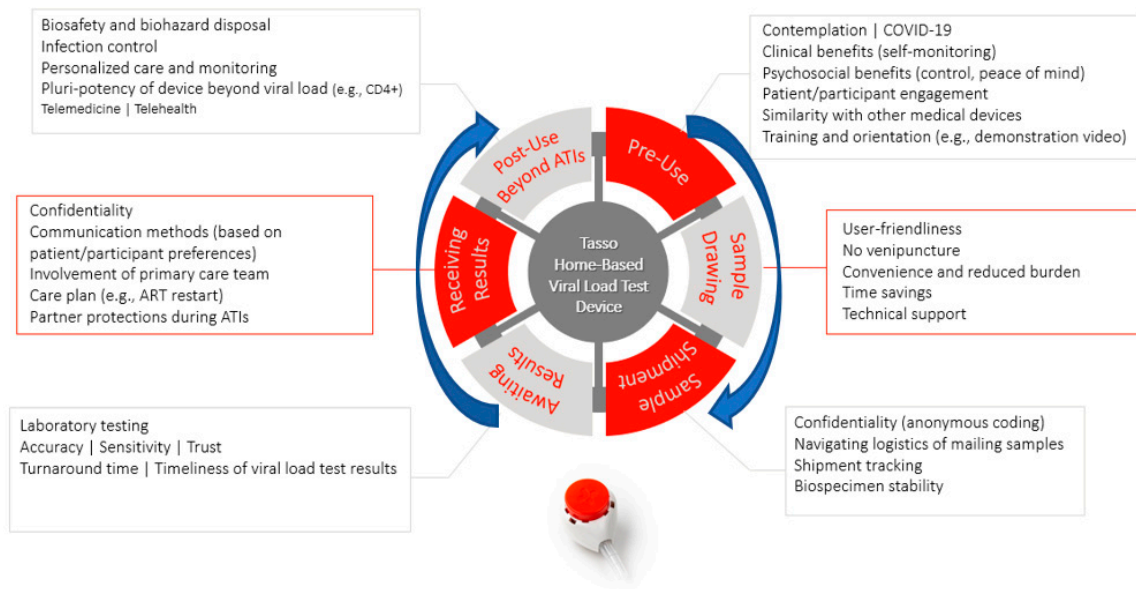 Biosafety and biohazard disposal
Infection control
Personalized care and monitoring
Pluri-potency of device beyond viral load (e.g., CD4+)
Telemedicine | Telehealth
Contemplation | COVID-19
Clinical benefits (self-monitoring)
Psychosocial benefits (control, peace of mind)
Patient/participant engagement
Similarity with other medical devices
Training and orientation (e.g., demonstration video)
Post-Use
Beyond ATIs
Pre-Use
Confidentiality
Communication methods (based on
patient/participant preferences)
Involvement of primary care team
Care plan (e.g., ART restart)
Partner protections during ATIs
Receiving
Results
Tasso
Home-Based
Viral Load Test
Device
Sample
Drawing
User-friendliness
No venipuncture
Convenience and reduced burden
Time savings
Technical support
Awaiting
Results
Sample
Shipment
Laboratory testing
Accuracy | Sensitivity | Trust
Turnaround time | Timeliness of viral load test results
Confidentiality (anonymous coding)
Navigating logistics of mailing samples
Shipment tracking
Biospecimen stability